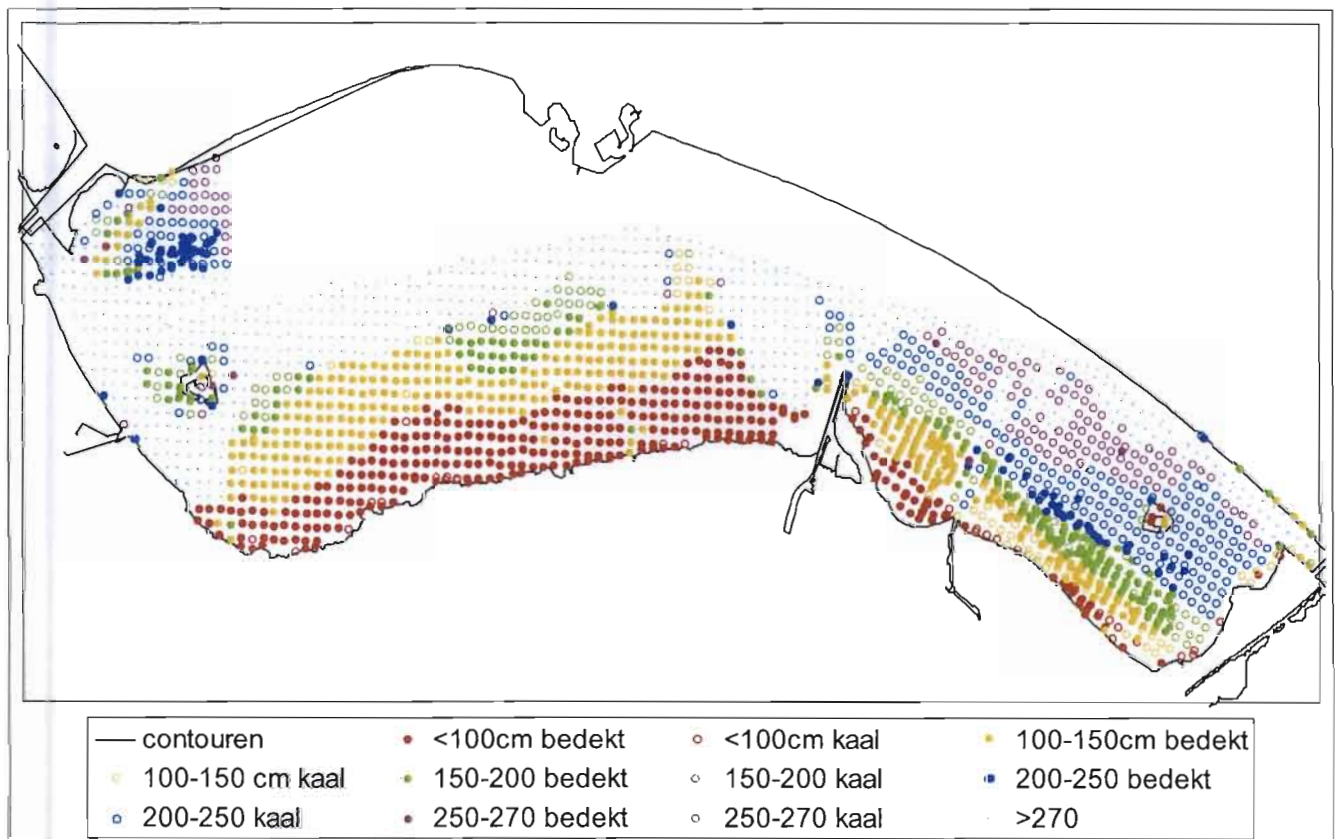 contouren <100cm bedekt <100cm kaal 100-150cm bedekt
100-150 cm kaal 150-200 bedekt 150-200 kaal 200-250 bedekt
200-250 kaal 250-270 bedekt 250-270 kaal >270